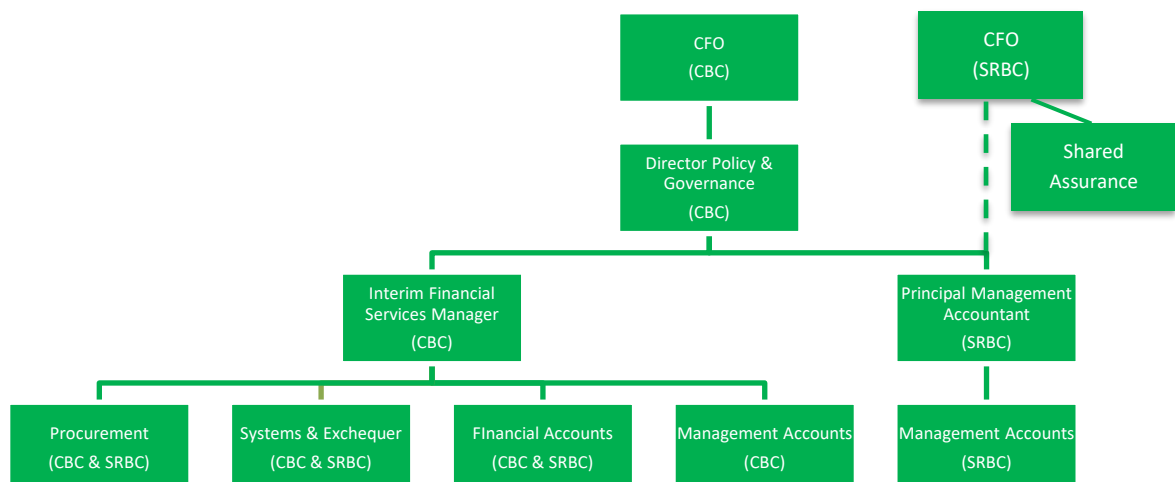 CFO
(CBC)
CFO
(SRBC)
Shared
Assurance
Director Policy &
Governance
(CBC)
Interim Financial
Services Manager
(CBC)
Principal Management
Accountant
(SRBC)
Procurement
(CBC & SRBC)
Systems & Exchequer
(CBC & SRBC)
FInancial Accounts
(CBC & SRBC)
Management Accounts
(CBC)
Management Accounts
(SRBC)